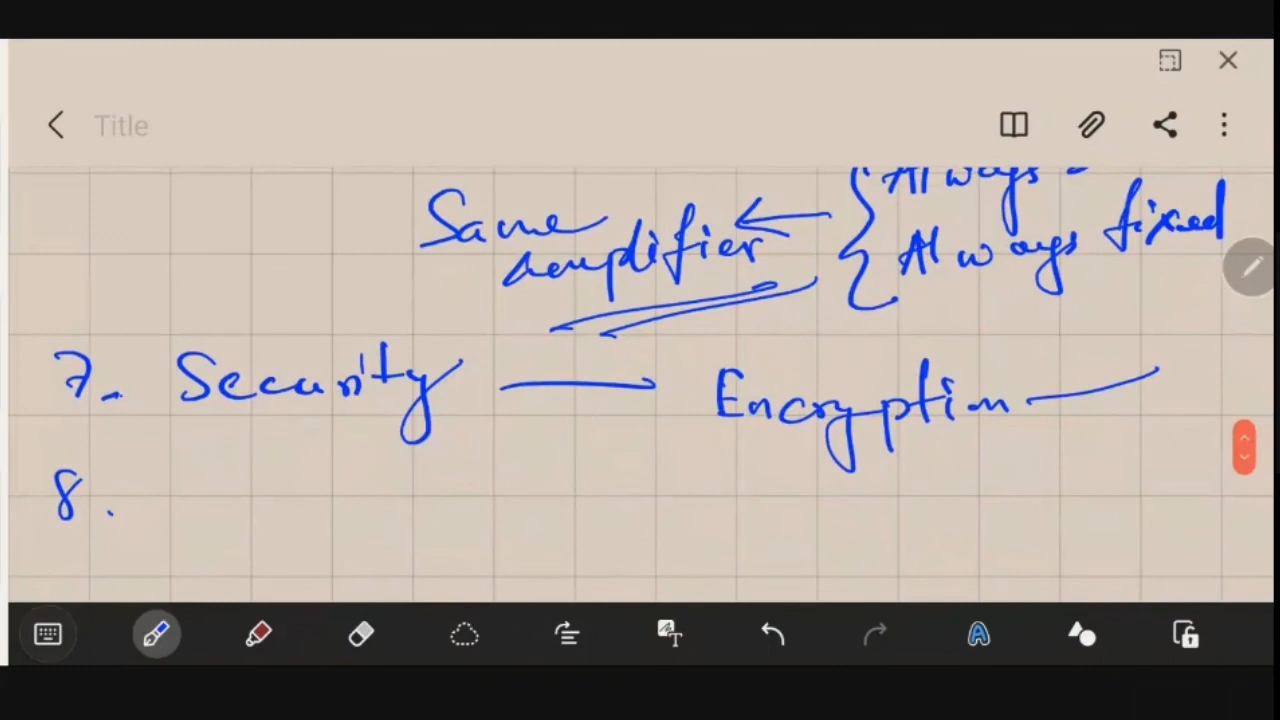 Title
Always
Same
Always fixed
amplifier
7. Security — Encryption —
8.